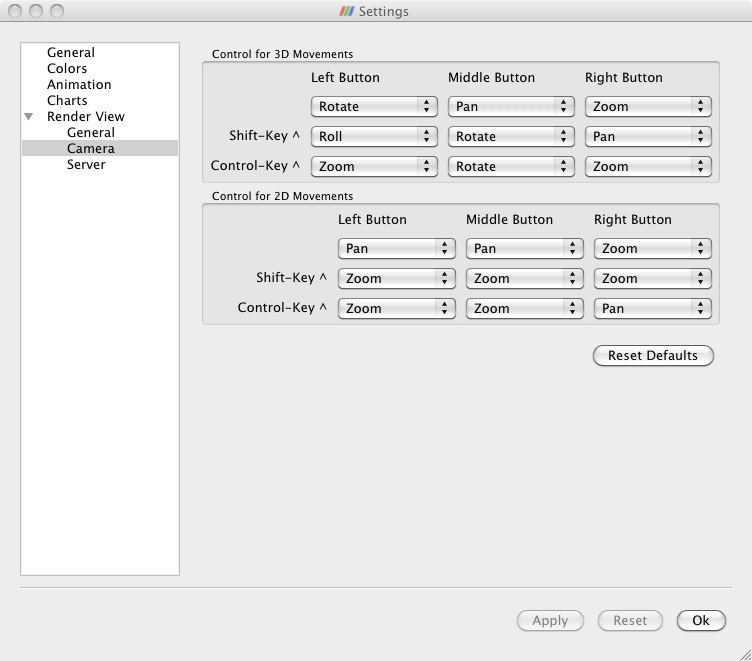 Settings
General
Colors
Animation
Charts
Render View
General
Camera
Server
Control for 3D Movements
Left Button Middle Button Right Button
Rotate Pan Zoom
Shift-Key ^ Roll Rotate Pan
Control-Key ^ Zoom Rotate Zoom
Control for 2D Movements
Left Button Middle Button Right Button
Pan Pan Zoom
Shift-Key ^ Zoom Zoom Zoom
Control-Key ^ Zoom Zoom Pan
Reset Defaults
Apply Reset Ok